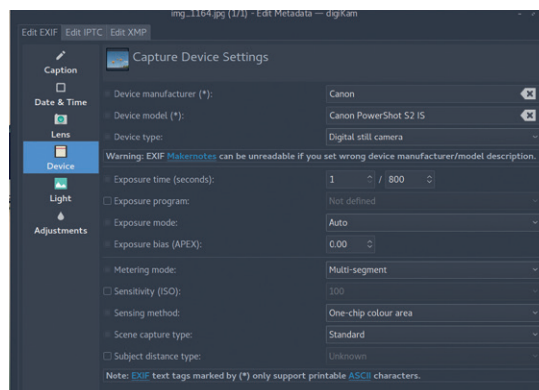 img_1164.jpg (1/1) - Edit Metadata — digiKam
Edit EXIF Edit IPTC Edit XMP
Caption
Date & Time
Lens
Device
Light
Adjustments
Capture Device Settings
Device manufacturer (*): Canon
Device model (*): Canon PowerShot S2 IS
Device type: Digital still camera
Warning: EXIF Makernotes can be unreadable if you set wrong device manufacturer/model description.
Exposure time (seconds): 1 / 800
Exposure program: Not defined
Exposure mode: Auto
Exposure bias (APEX): 0.00
Metering mode: Multi-segment
Sensitivity (ISO): 100
Sensing method: One-chip colour area
Scene capture type: Standard
Subject distance type: Unknown
Note: EXIF text tags marked by (*) only support printable ASCII characters.